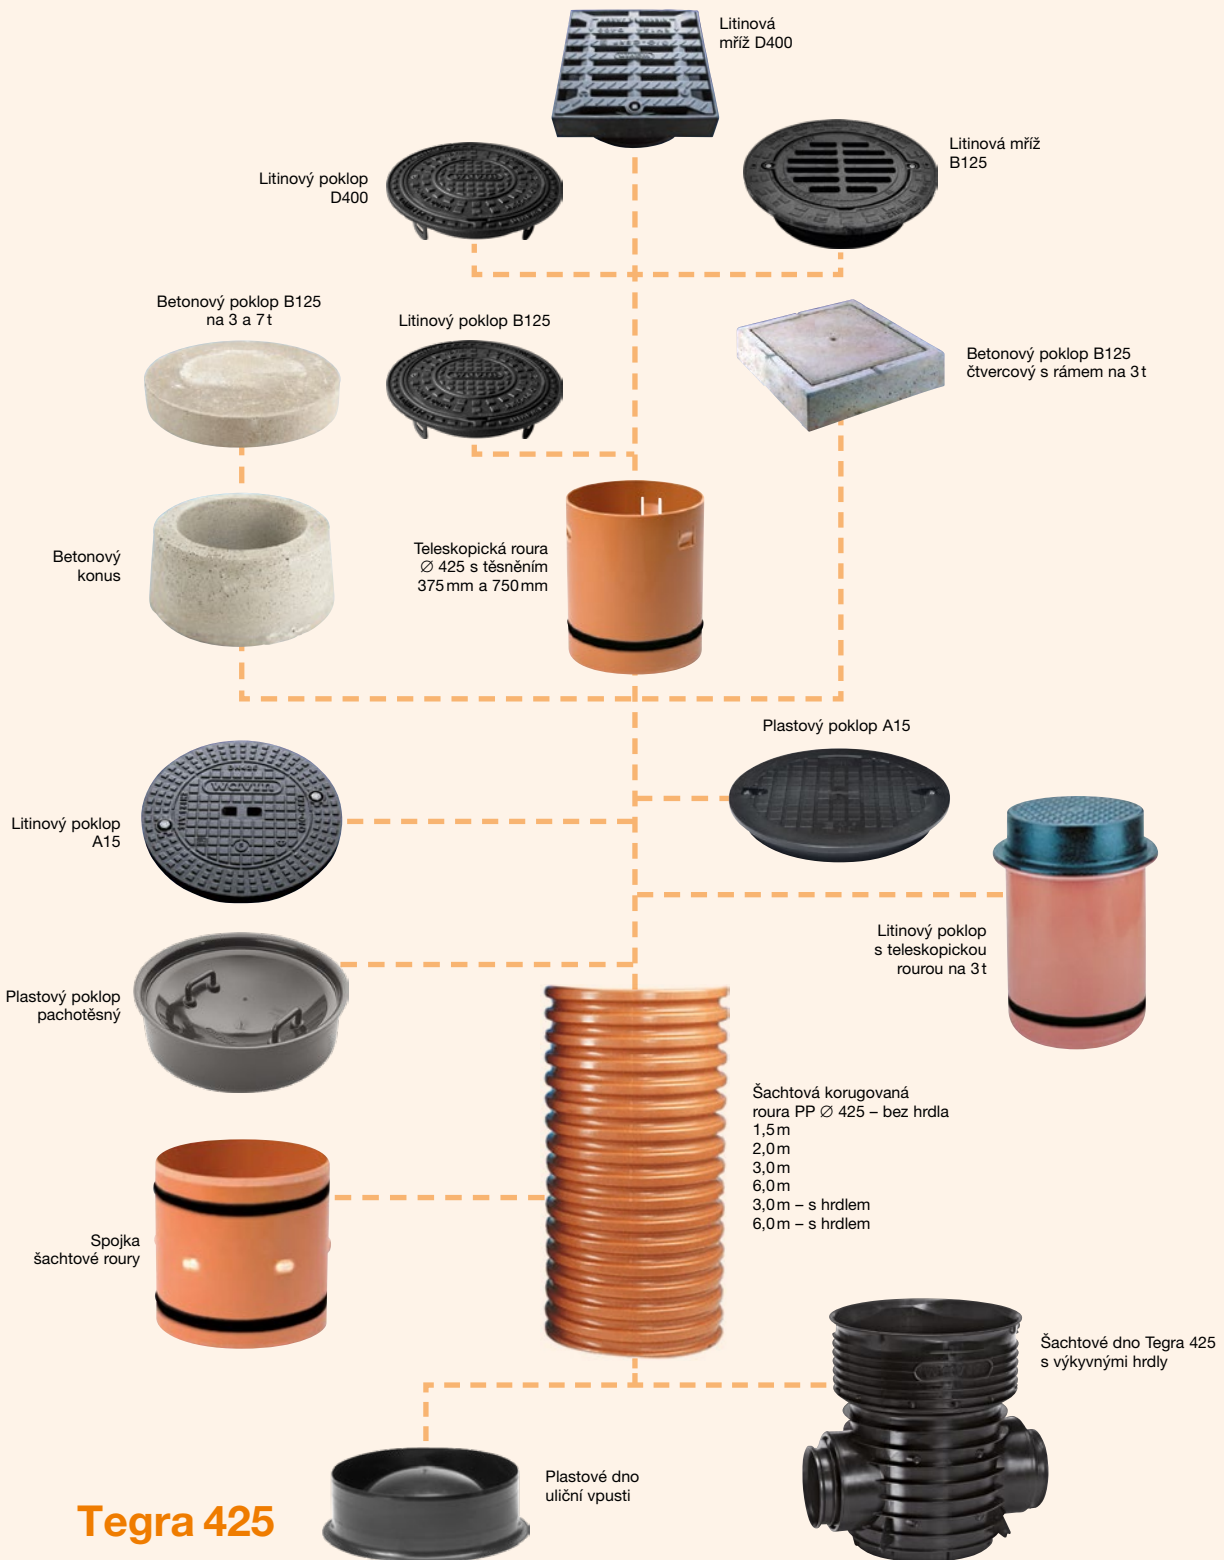 Litinová
mříž D400
Litinový poklop
D400
Litinová mříž
B125
Betonový poklop B125
na 3 a 7 t
Litinový poklop B125
Betonový poklop B125
čtvercový s rámem na 3 t
Betonový
konus
Teleskopická roura
∅ 425 s těsněním
375 mm a 750 mm
Plastový poklop A15
wavin
Litinový poklop
A15
Litinový poklop
s teleskopickou
rourou na 3 t
Plastový poklop
pachotěsný
Šachtová korugovaná
roura PP ∅ 425 – bez hrdla
1,5 m
2,0 m
3,0 m
6,0 m
3,0 m – s hrdlem
6,0 m – s hrdlem
Spojka
šachtové roury
Šachtové dno Tegra 425
s výkyvnými hrdly
Plastové dno
uliční vpusti
Tegra 425